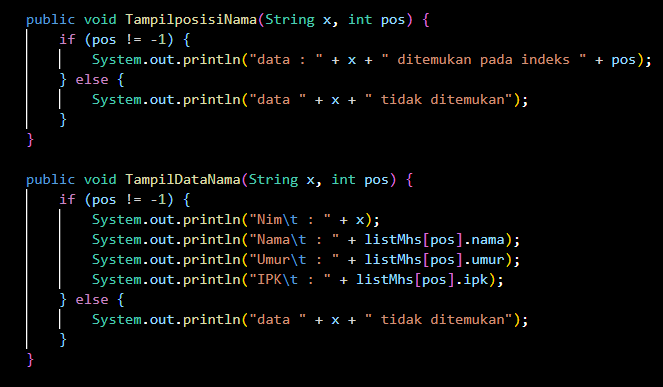 public void TampilposisiNama(String x, int pos) {
    if (pos != -1) {
        System.out.println("data : " + x + " ditemukan pada indeks " + pos);
    } else {
        System.out.println("data " + x + " tidak ditemukan");
    }
}

public void TampilDataNama(String x, int pos) {
    if (pos != -1) {
        System.out.println("Nim\t : " + x);
        System.out.println("Nama\t : " + listMhs[pos].nama);
        System.out.println("Umur\t : " + listMhs[pos].umur);
        System.out.println("IPK\t : " + listMhs[pos].ipk);
    } else {
        System.out.println("data " + x + " tidak ditemukan");
    }
}